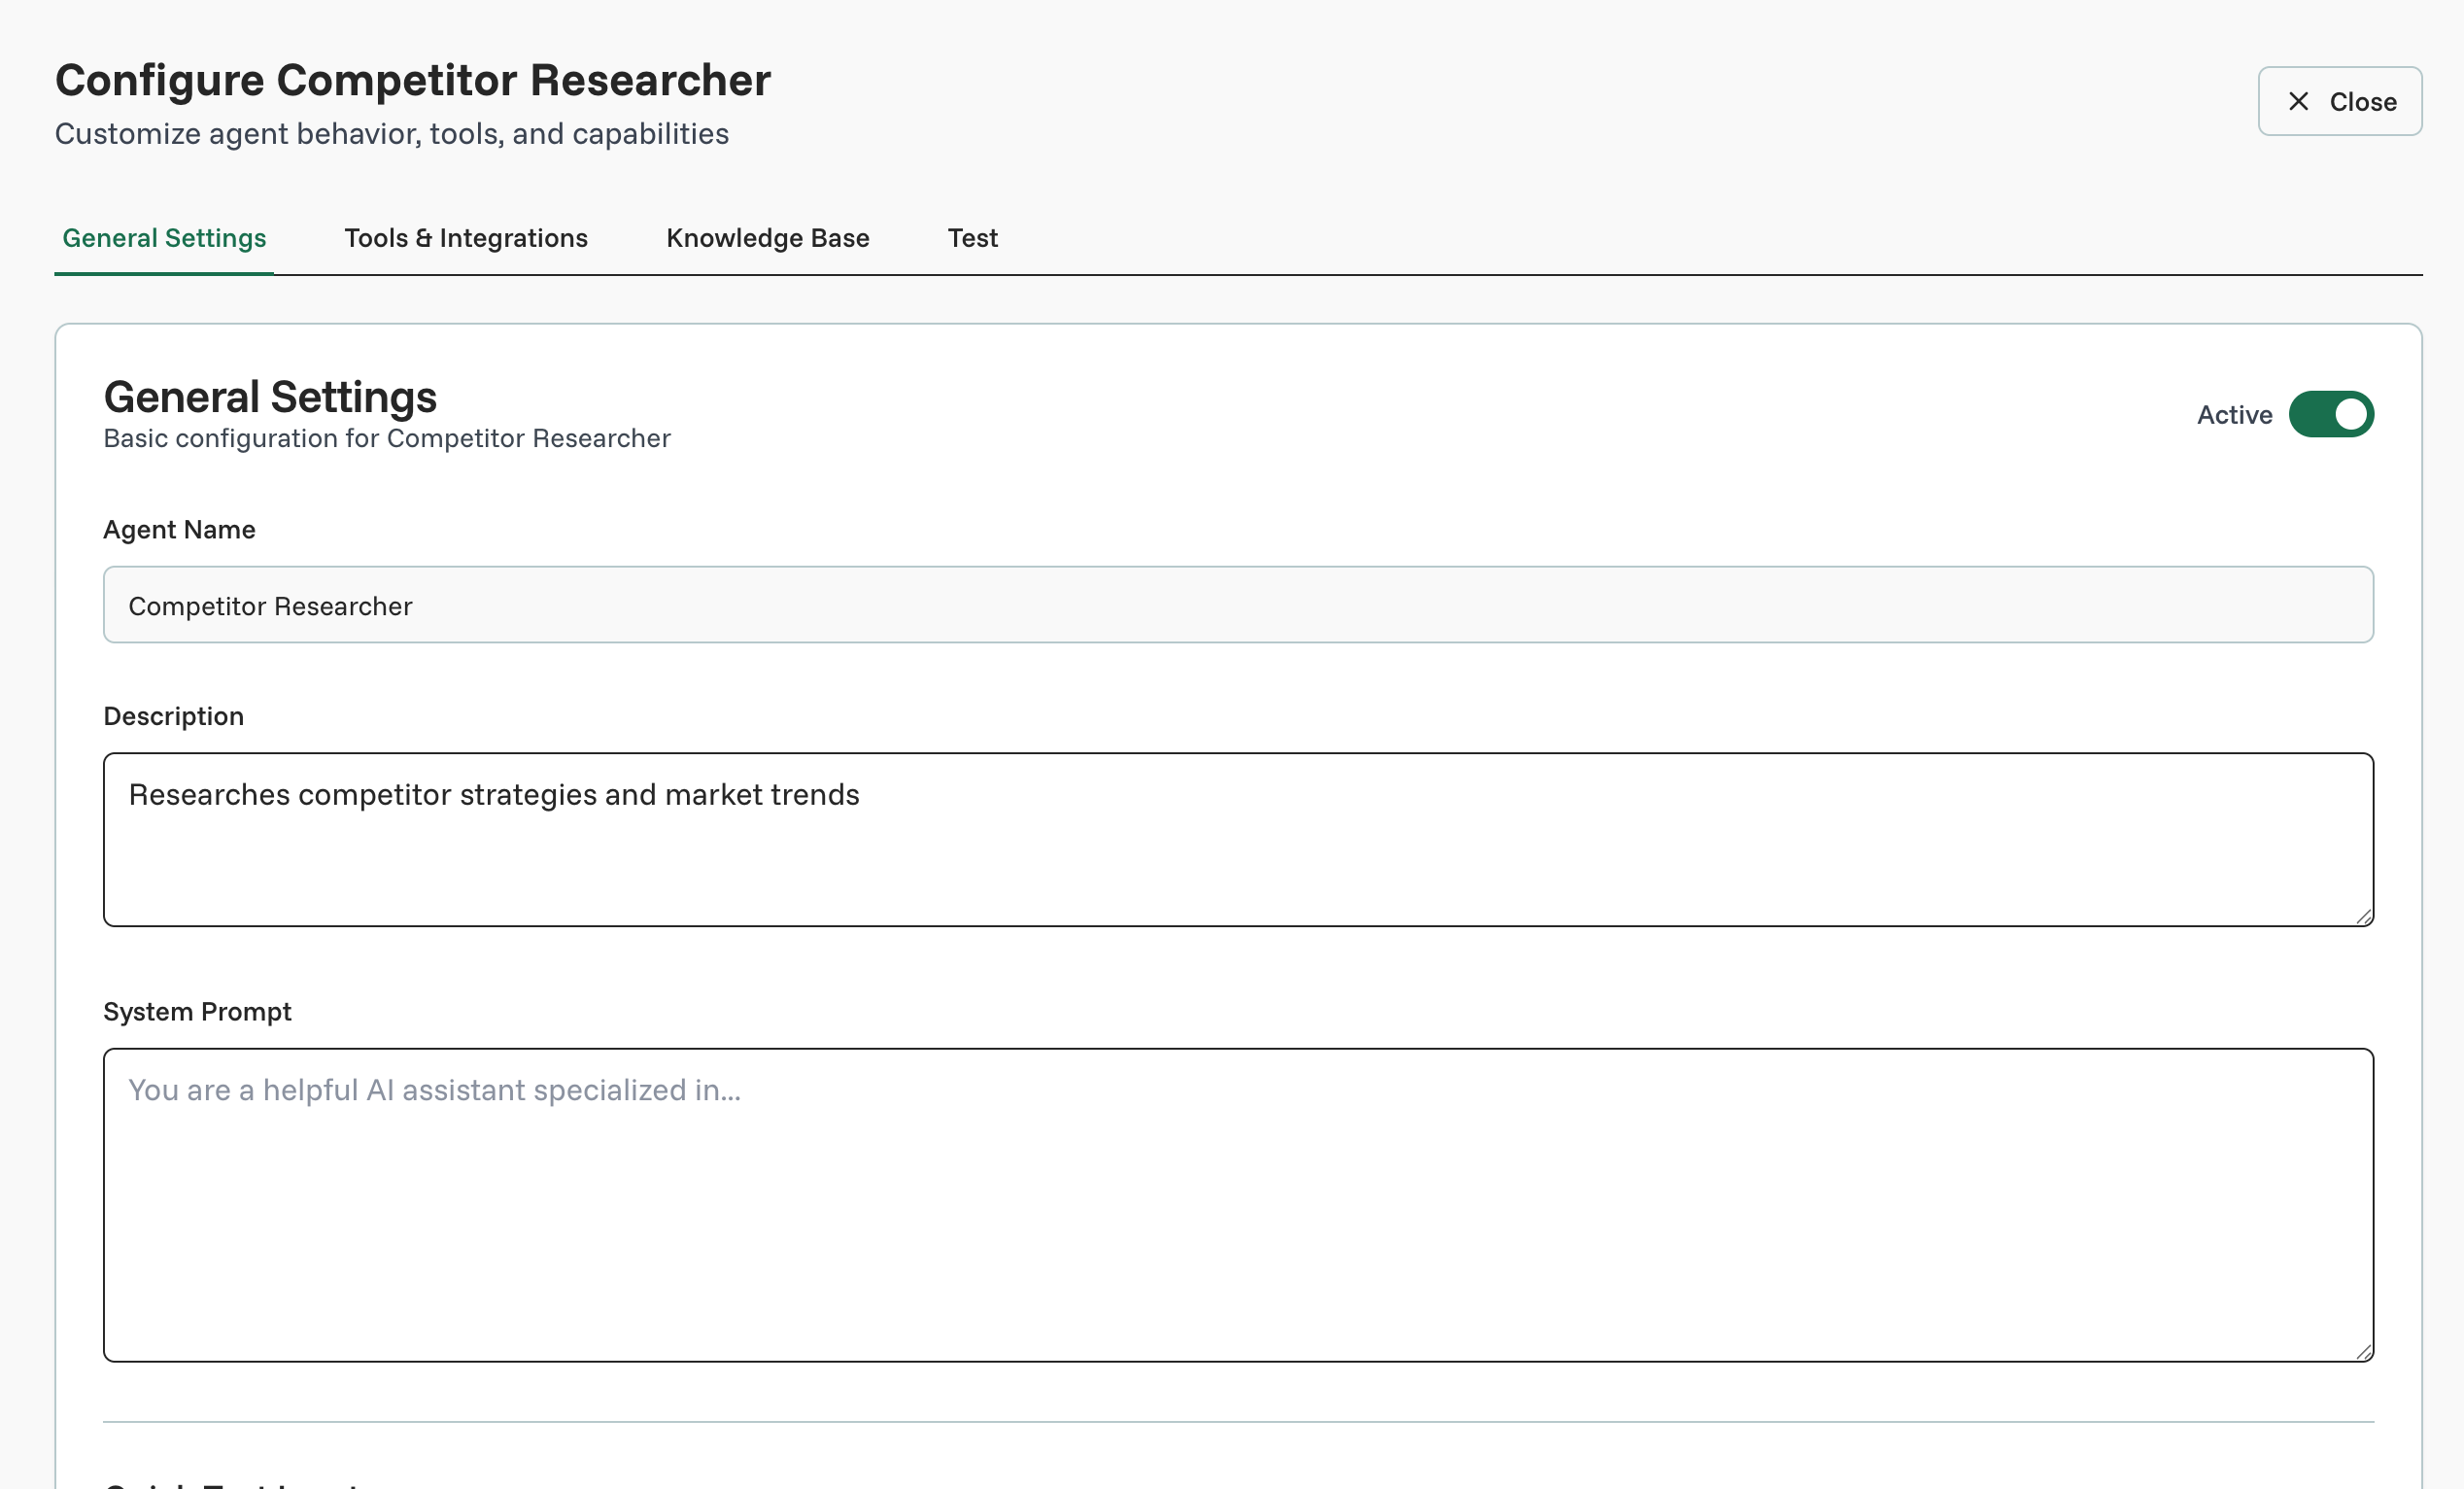 Configure Competitor Researcher
Customize agent behavior, tools, and capabilities
Close
General Settings
Tools & Integrations
Knowledge Base
Test
General Settings
Basic configuration for Competitor Researcher
Active
Agent Name
Competitor Researcher
Description
Researches competitor strategies and market trends
System Prompt
You are a helpful AI assistant specialized in...